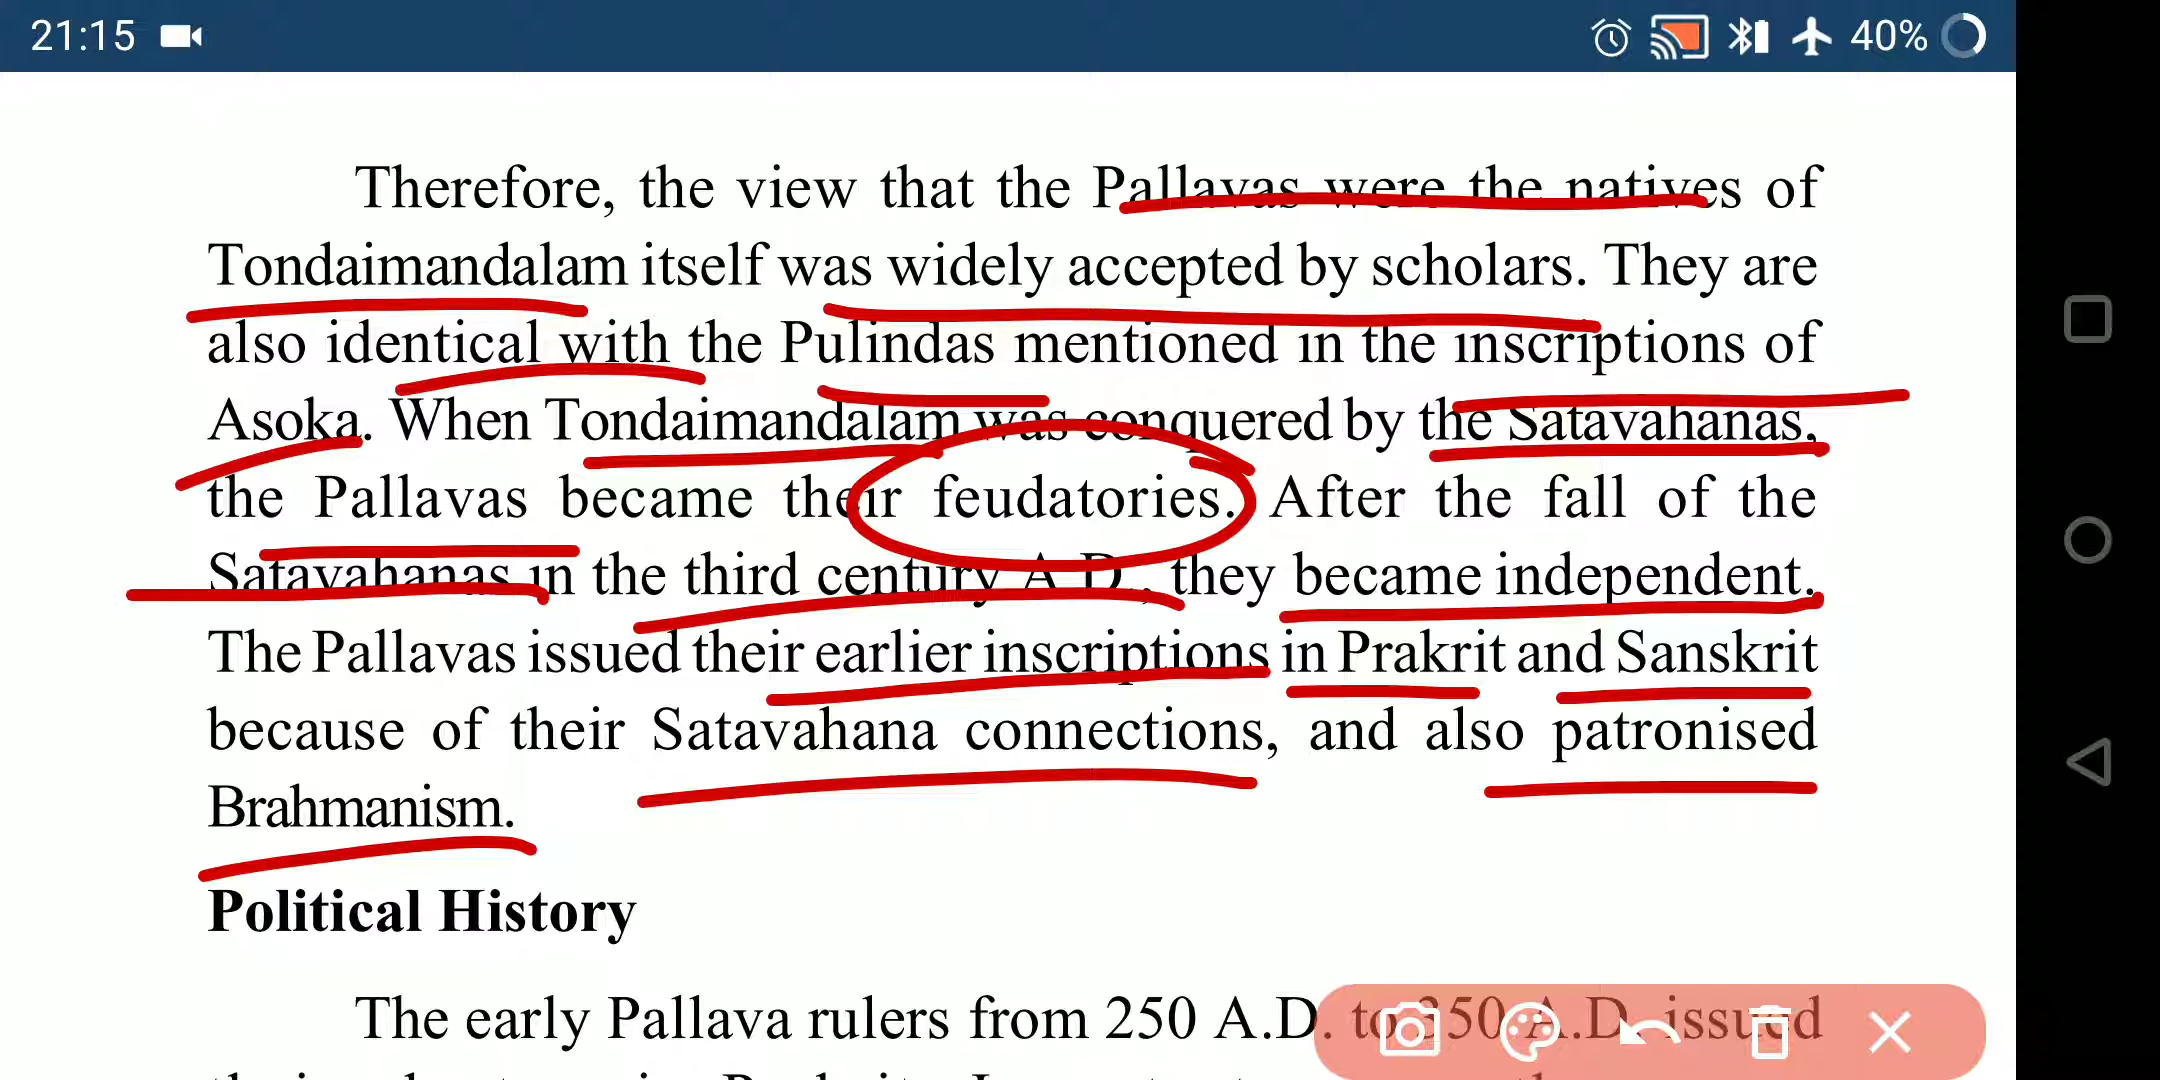 21:15 40%
Therefore, the view that the Pallavas were the natives of
Tondaimandalam itself was widely accepted by scholars. They are
also identical with the Pulindas mentioned in the inscriptions of
Asoka. When Tondaimandalam was conquered by the Satavahanas,
the Pallavas became their feudatories. After the fall of the
Satavahanas in the third century A.D., they became independent.
The Pallavas issued their earlier inscriptions in Prakrit and Sanskrit
because of their Satavahana connections, and also patronised
Brahmanism.
Political History
The early Pallava rulers from 250 A.D. to 350 A.D. issued